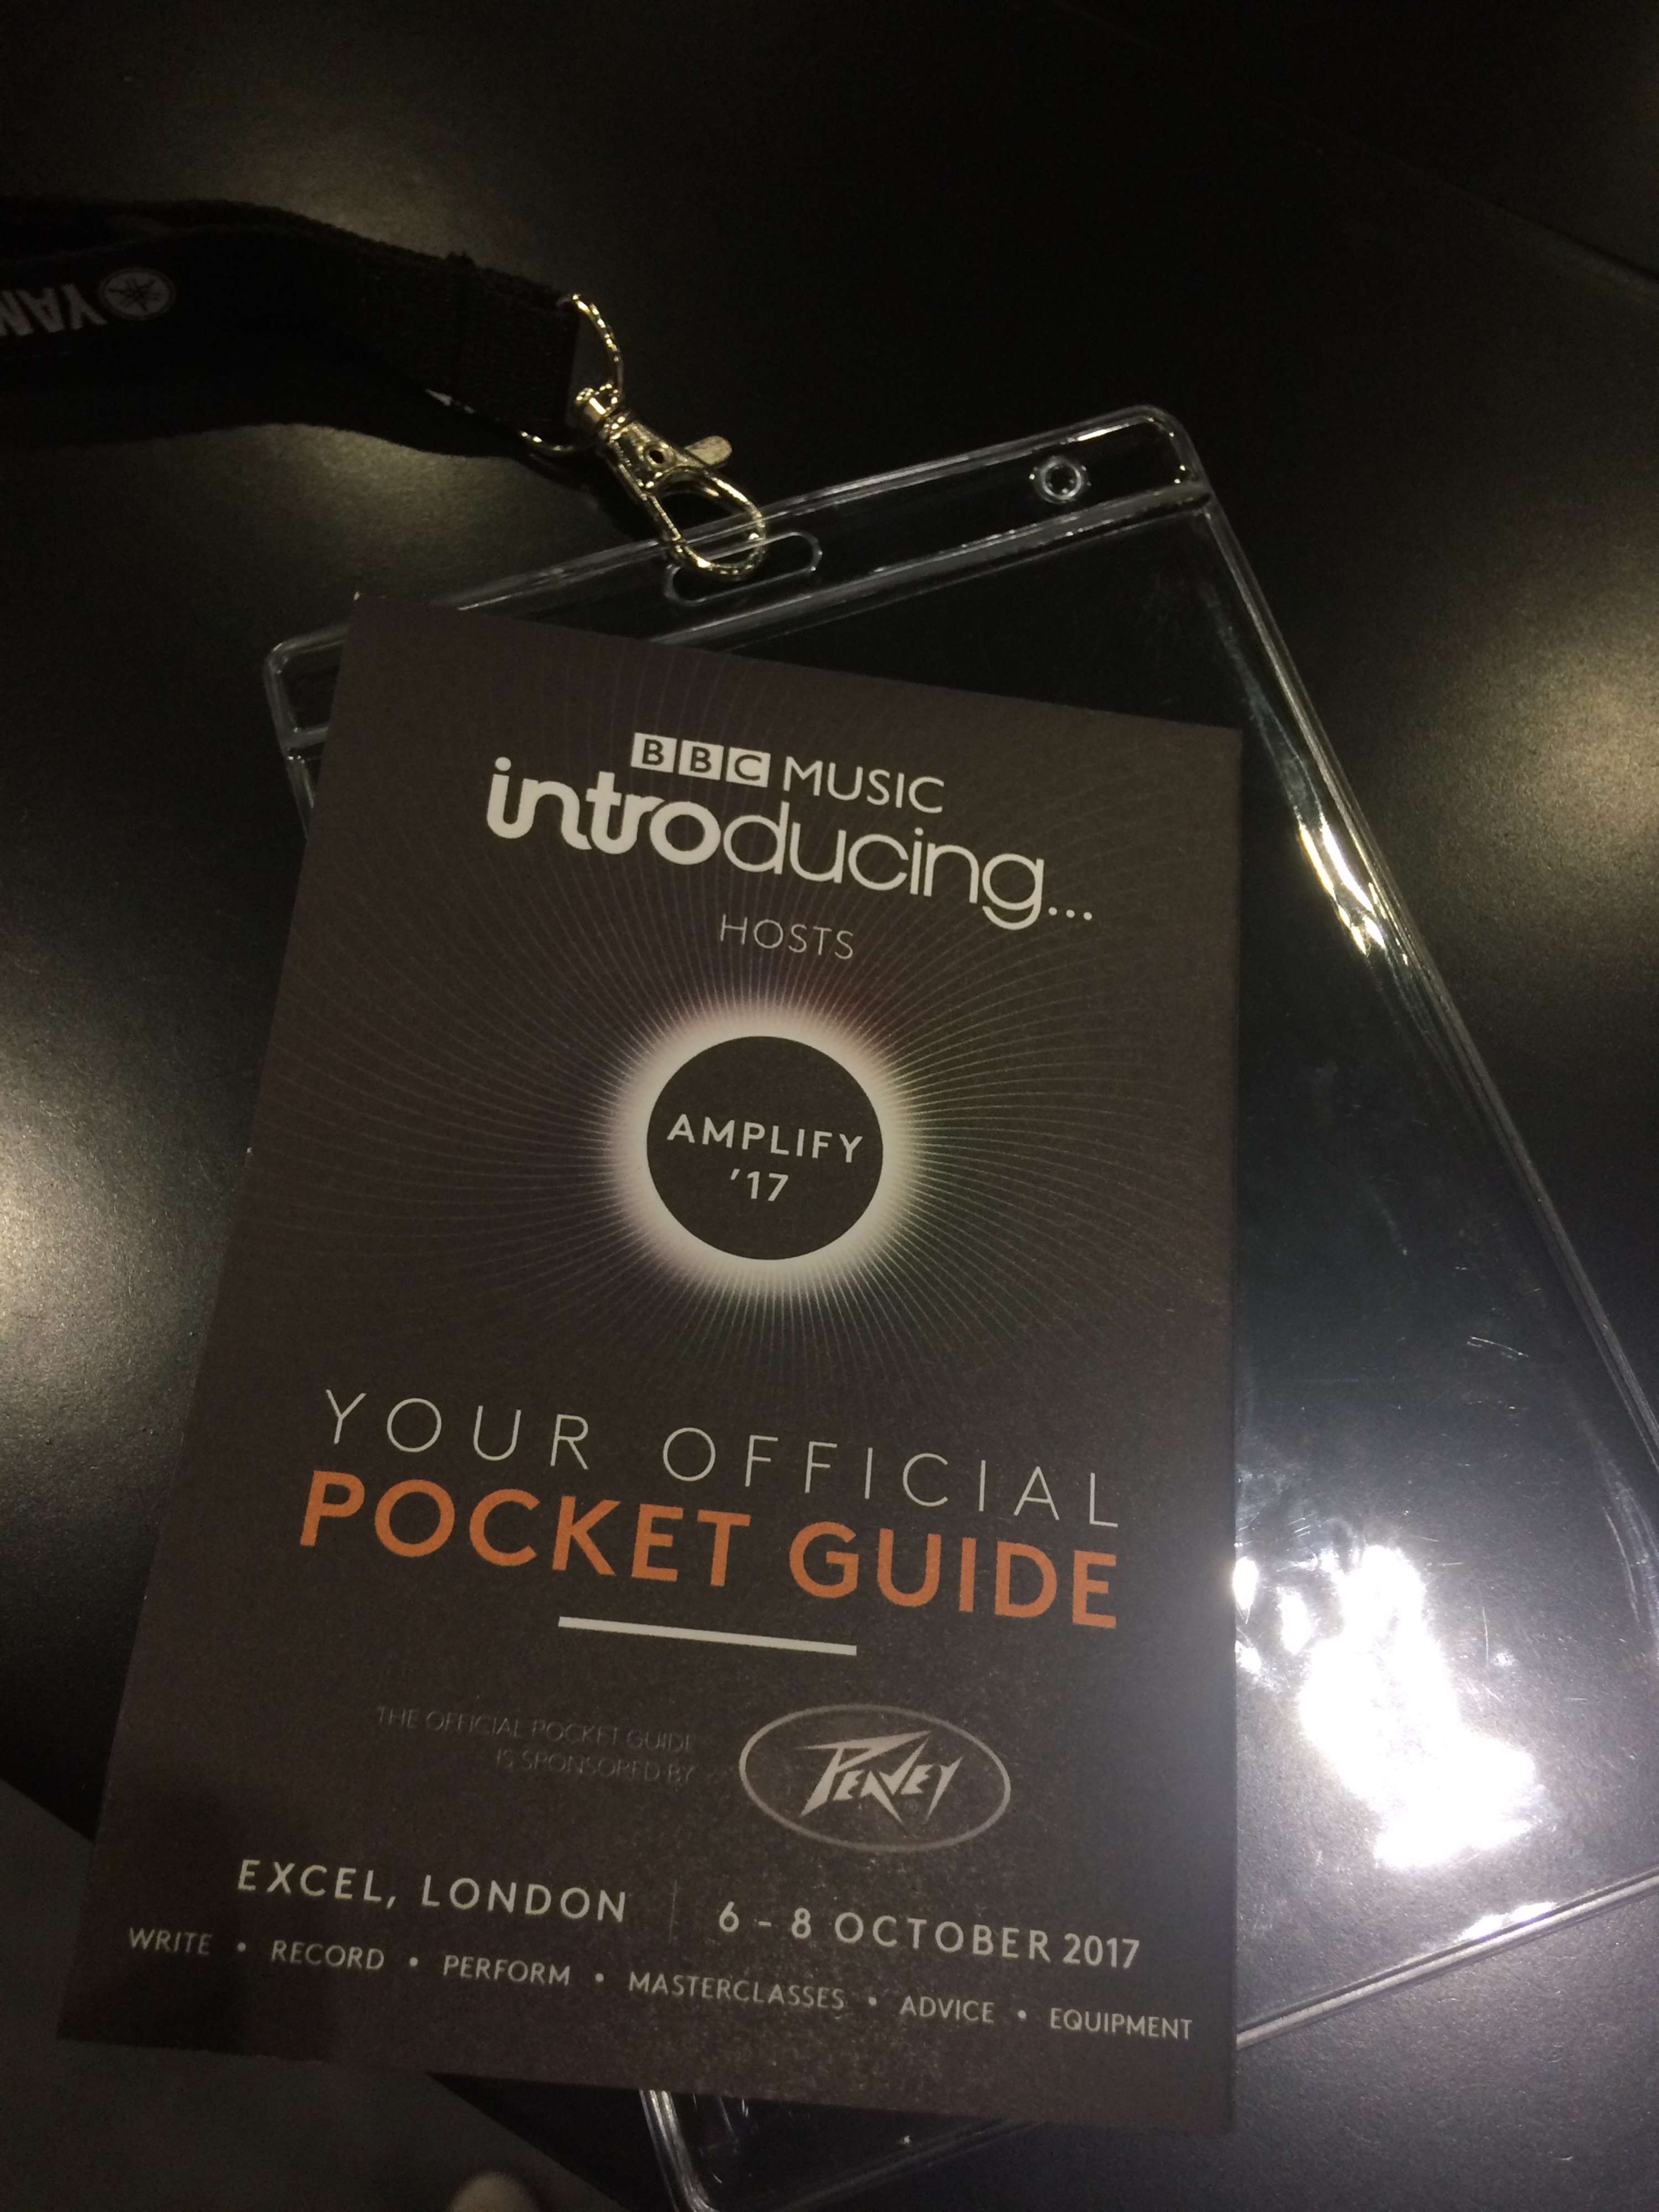 YAM
BBC MUSIC
introducing...
HOSTS
AMPLIFY
'17
YOUR OFFICIAL
POCKET GUIDE
THE OFFICIAL POCKET GUIDE
IS SPONSORED BY
PEAVEY
EXCEL, LONDON | 6 - 8 OCTOBER 2017
WRITE • RECORD • PERFORM • MASTERCLASSES • ADVICE • EQUIPMENT